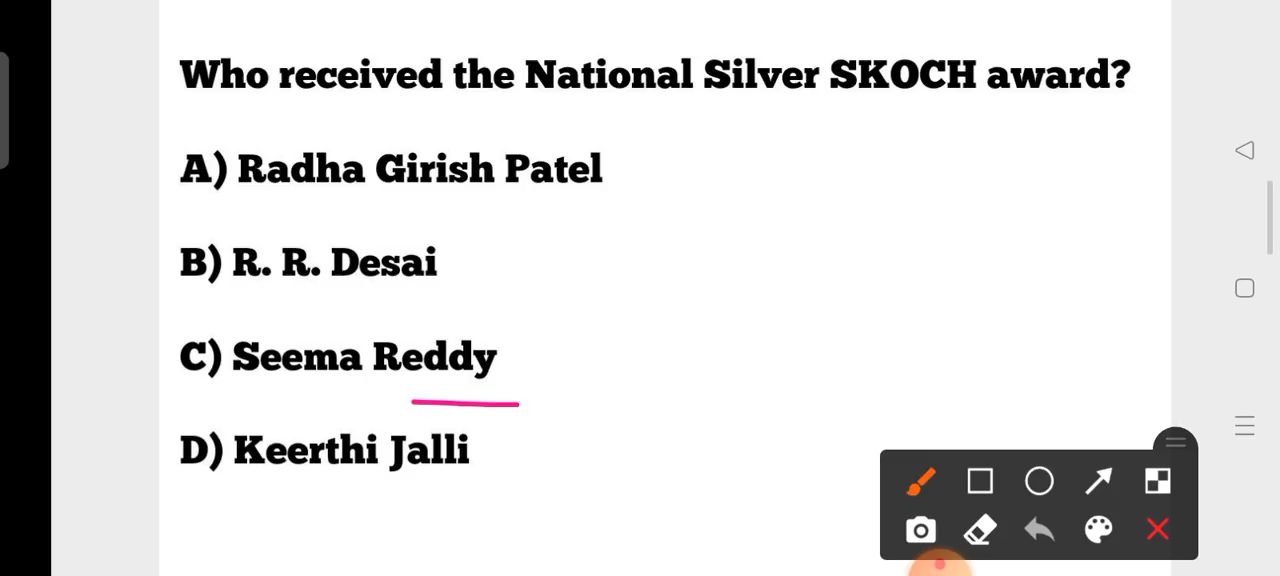 Who received the National Silver SKOCH award?
A) Radha Girish Patel
B) R. R. Desai
C) Seema Reddy
D) Keerthi Jalli